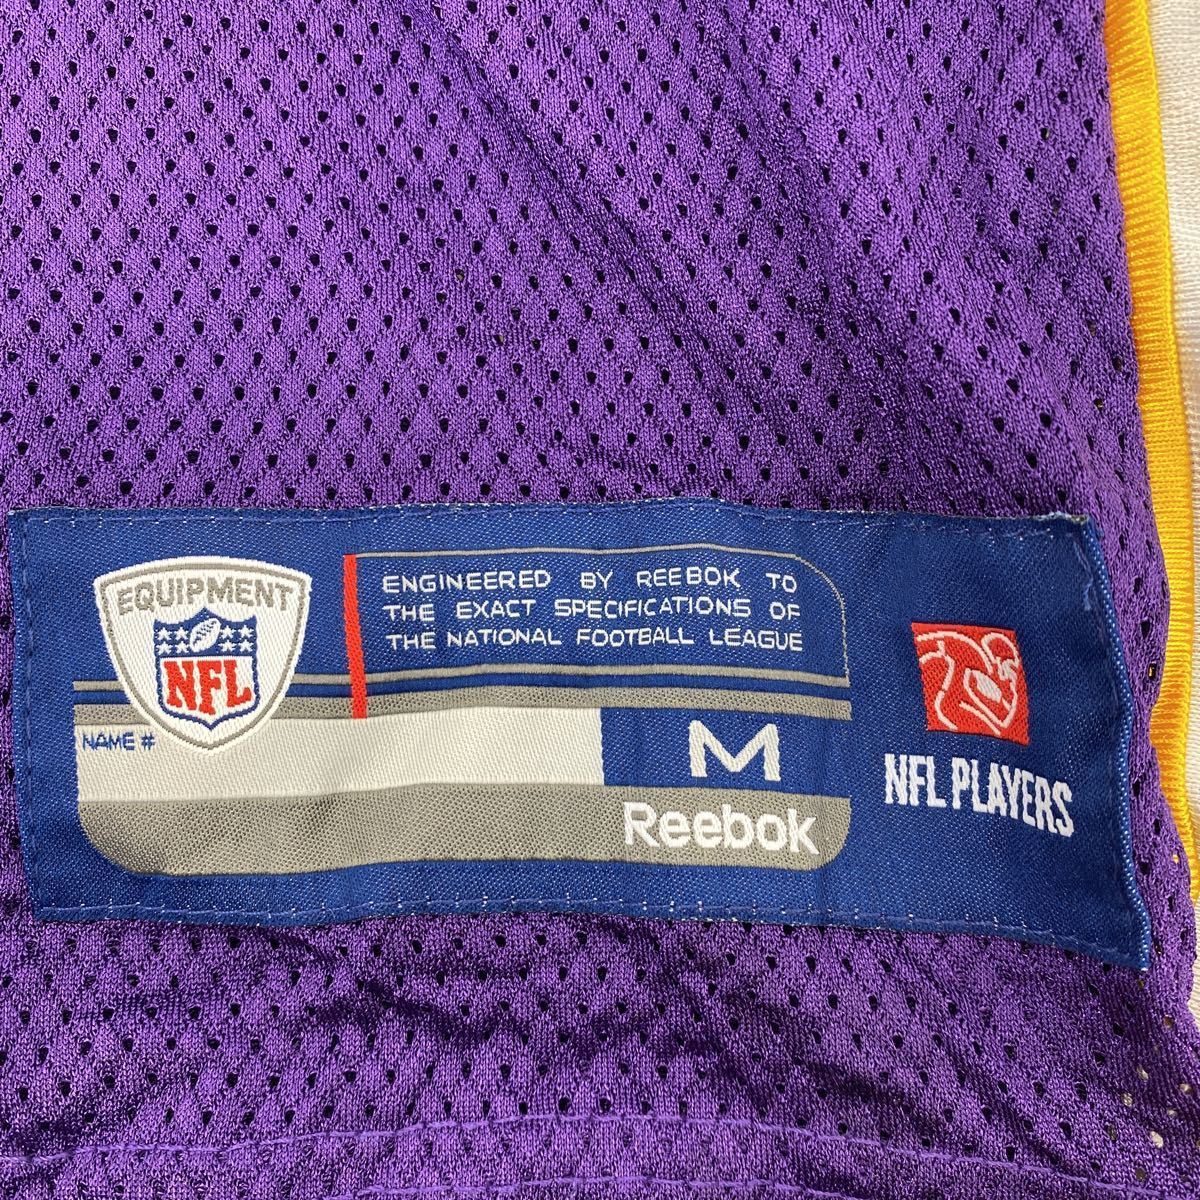 EQUIPMENT
NFL
ENGINEERED BY REEBOK TO
THE EXACT SPECIFICATIONS OF
THE NATIONAL FOOTBALL LEAGUE
NAME #
M
Reebok
NFL PLAYERS